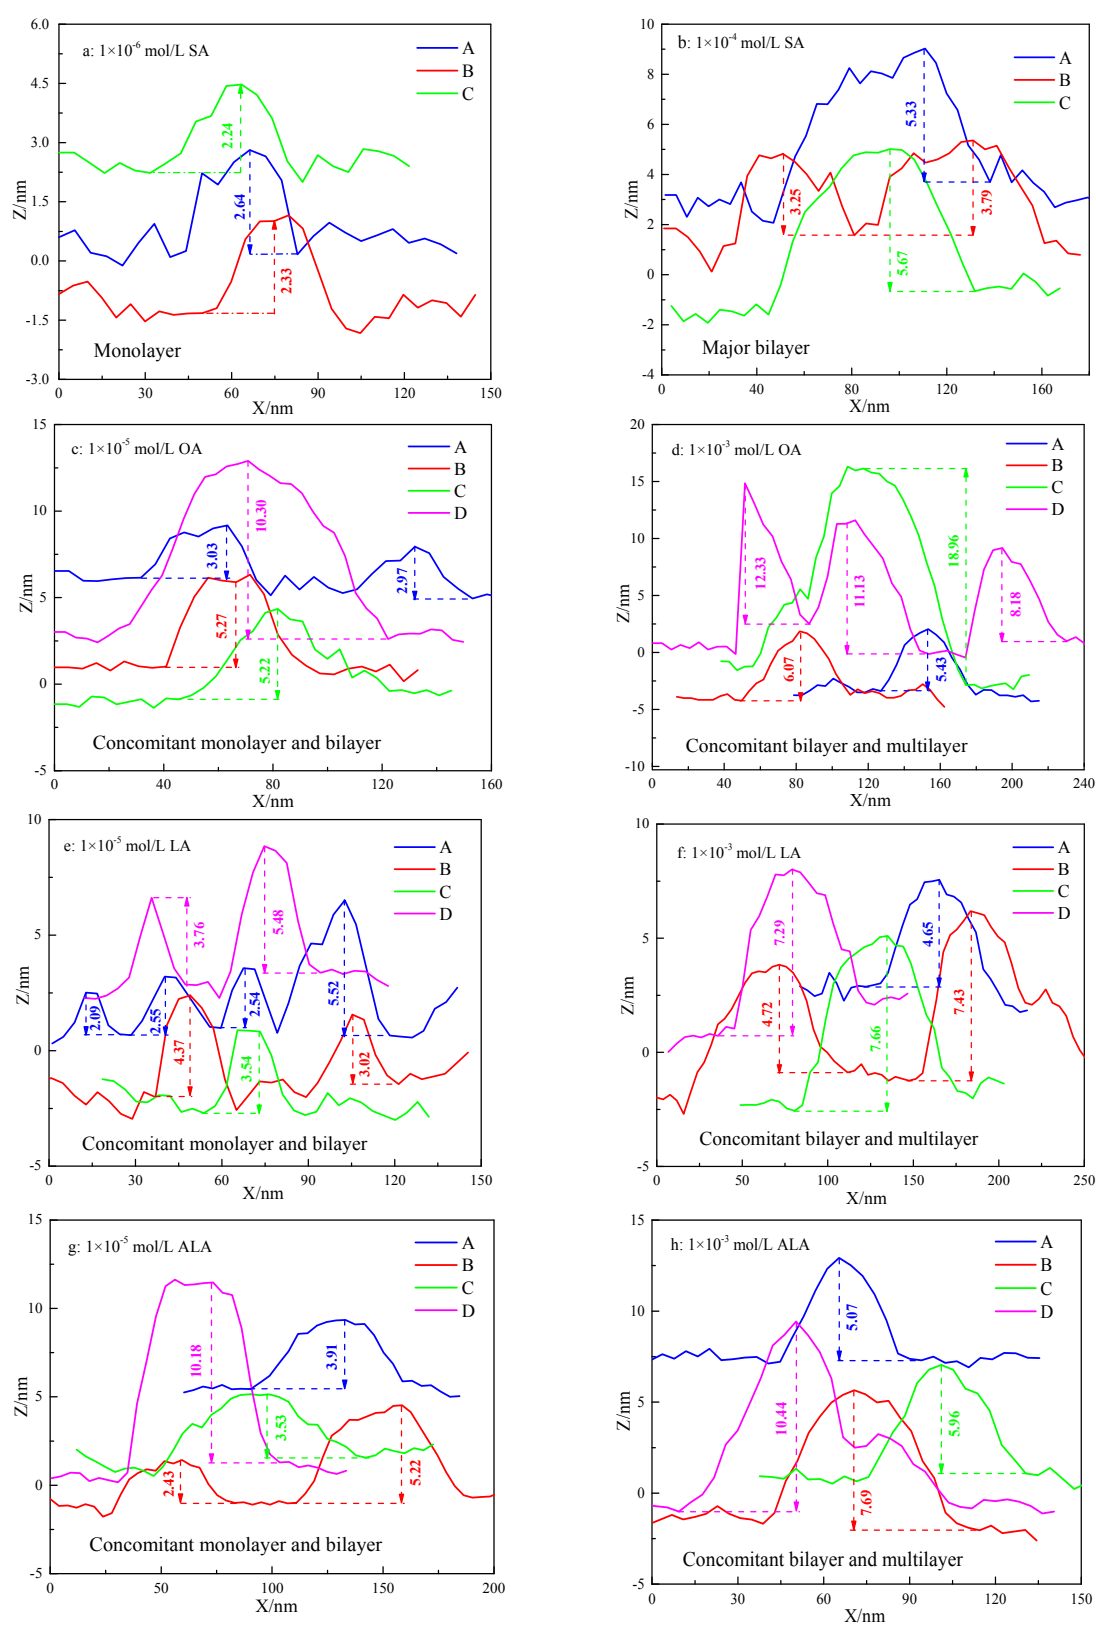 a: 1×10⁻⁶ mol/L SA
A
B
C
6.0
4.5
3.0
1.5
0.0
-1.5
-3.0
Z/nm
2.24
2.64
2.33
Monolayer
0 30 60 90 120 150
X/nm
b: 1×10⁻⁴ mol/L SA
A
B
C
10
8
6
4
2
0
-2
-4
Z/nm
5.33
3.25
3.79
5.67
Major bilayer
0 40 80 120 160
X/nm
c: 1×10⁻⁵ mol/L OA
A
B
C
D
15
10
5
0
-5
Z/nm
10.30
3.03
2.97
5.27
5.22
Concomitant monolayer and bilayer
0 40 80 120 160
X/nm
d: 1×10⁻³ mol/L OA
A
B
C
D
20
15
10
5
0
-5
-10
Z/nm
12.33
11.13
18.96
8.18
6.07
5.43
Concomitant bilayer and multilayer
0 40 80 120 160 200 240
X/nm
e: 1×10⁻⁵ mol/L LA
A
B
C
D
10
5
0
-5
Z/nm
3.76
5.48
2.09
2.55
2.54
5.52
4.37
3.54
3.02
Concomitant monolayer and bilayer
0 30 60 90 120 150
X/nm
f: 1×10⁻³ mol/L LA
A
B
C
D
10
5
0
-5
Z/nm
7.29
4.65
4.72
7.66
7.43
Concomitant bilayer and multilayer
0 50 100 150 200 250
X/nm
g: 1×10⁻⁵ mol/L ALA
A
B
C
D
15
10
5
0
-5
Z/nm
10.18
3.91
3.53
2.43
5.22
Concomitant monolayer and bilayer
0 50 100 150 200
X/nm
h: 1×10⁻³ mol/L ALA
A
B
C
D
15
10
5
0
-5
Z/nm
5.07
10.44
5.96
7.69
Concomitant bilayer and multilayer
0 30 60 90 120 150
X/nm